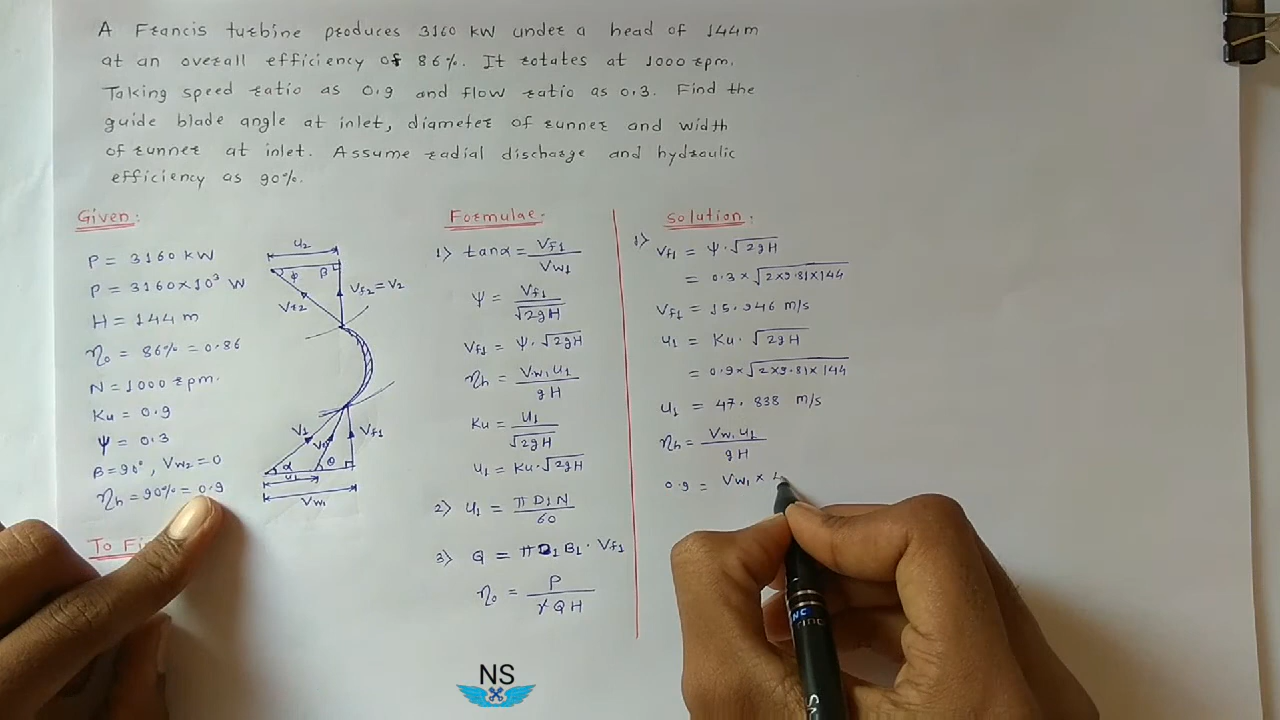 A Francis turbine produces 3160 KW under a head of 144m
at an overall efficiency of 86%. It rotates at 1000 rpm.
Taking speed ratio as 0.9 and flow ratio as 0.3. Find the
guide blade angle at inlet, diameter of runner and width
of runner at inlet. Assume radial discharge and hydraulic
efficiency as 90%.
Given:
P = 3160 KW
P = 3160×10³ W
H = 144 m
η₀ = 86% = 0.86
N = 1000 rpm.
Ku = 0.9
Ψ = 0.3
B = 90°, Vw₂ = 0
ηh = 90% = 0.9
To Fi
u₂
φ
β
Vr₂
Vf₂ = V₂
V₁
Vf₁
α
θ
u₁
Vw₁
Formulae:
1) tanα = Vf₁ / Vw₁
Ψ = Vf₁ / √2gH
Vf₁ = Ψ · √2gH
ηh = Vw₁ u₁ / gH
Ku = u₁ / √2gH
u₁ = Ku · √2gH
2) u₁ = π D₁ N / 60
3) Q = π D₁ B₁ · Vf₁
η₀ = P / γ Q H
Solution:
1) Vf₁ = Ψ · √2gH
= 0.3 × √2×9.81×144
Vf₁ = 15.946 m/s
u₁ = Ku · √2gH
= 0.9 × √2×9.81×144
u₁ = 47.838 m/s
ηh = Vw₁ u₁ / gH
0.9 = Vw₁ × 4
NS